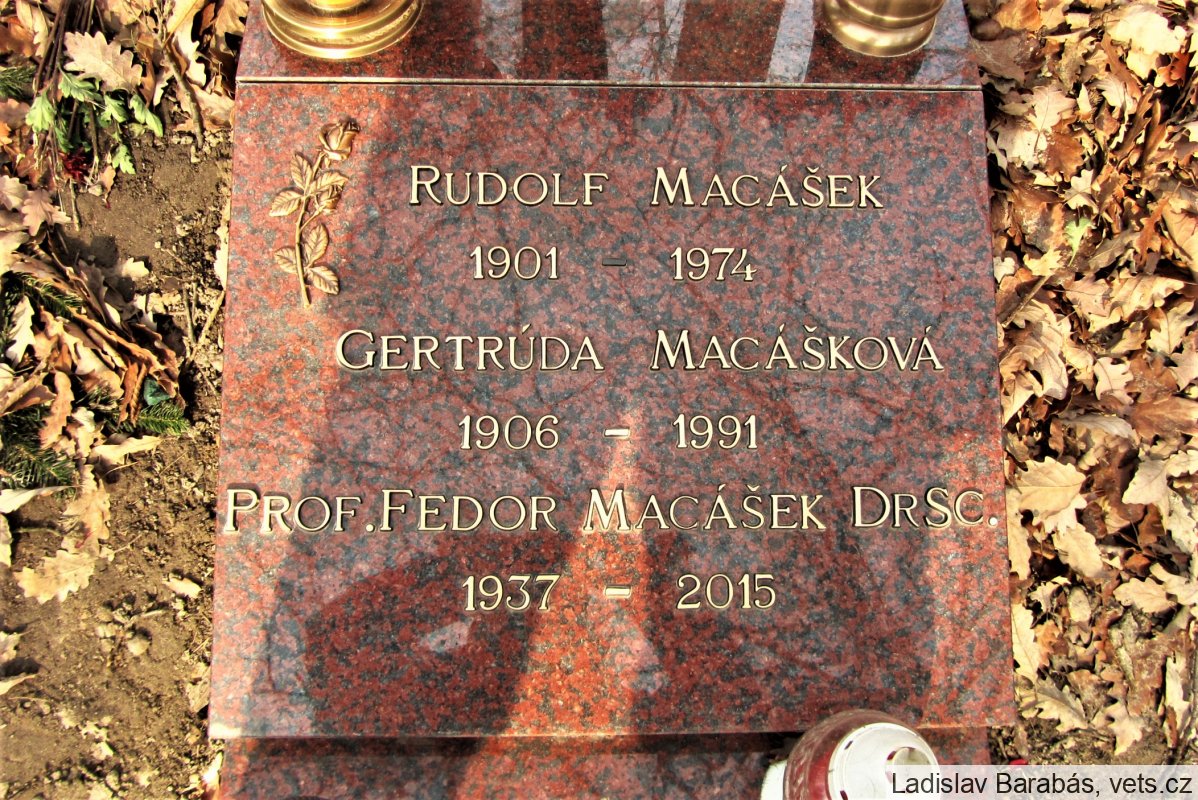 RUDOLF MACÁŠEK
1901 - 1974
GERTRÚDA MACÁŠKOVÁ
1906 - 1991
PROF. FEDOR MACÁŠEK DRSC.
1937 - 2015
Ladislav Barabás, vets.cz